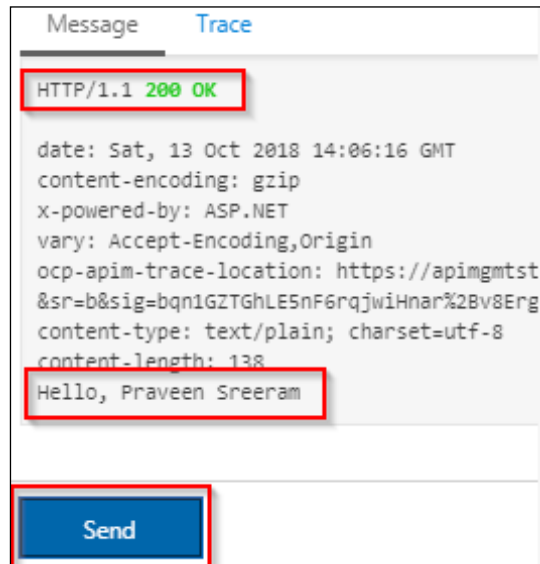 Message Trace
HTTP/1.1 200 OK
date: Sat, 13 Oct 2018 14:06:16 GMT
content-encoding: gzip
x-powered-by: ASP.NET
vary: Accept-Encoding,Origin
ocp-apim-trace-location: https://apimgmtst
&sr=b&sig=bqn1GZTGhLE5nF6rqjwiHnar%2Bv8Erg
content-type: text/plain; charset=utf-8
content-length: 138
Hello, Praveen Sreeram
Send